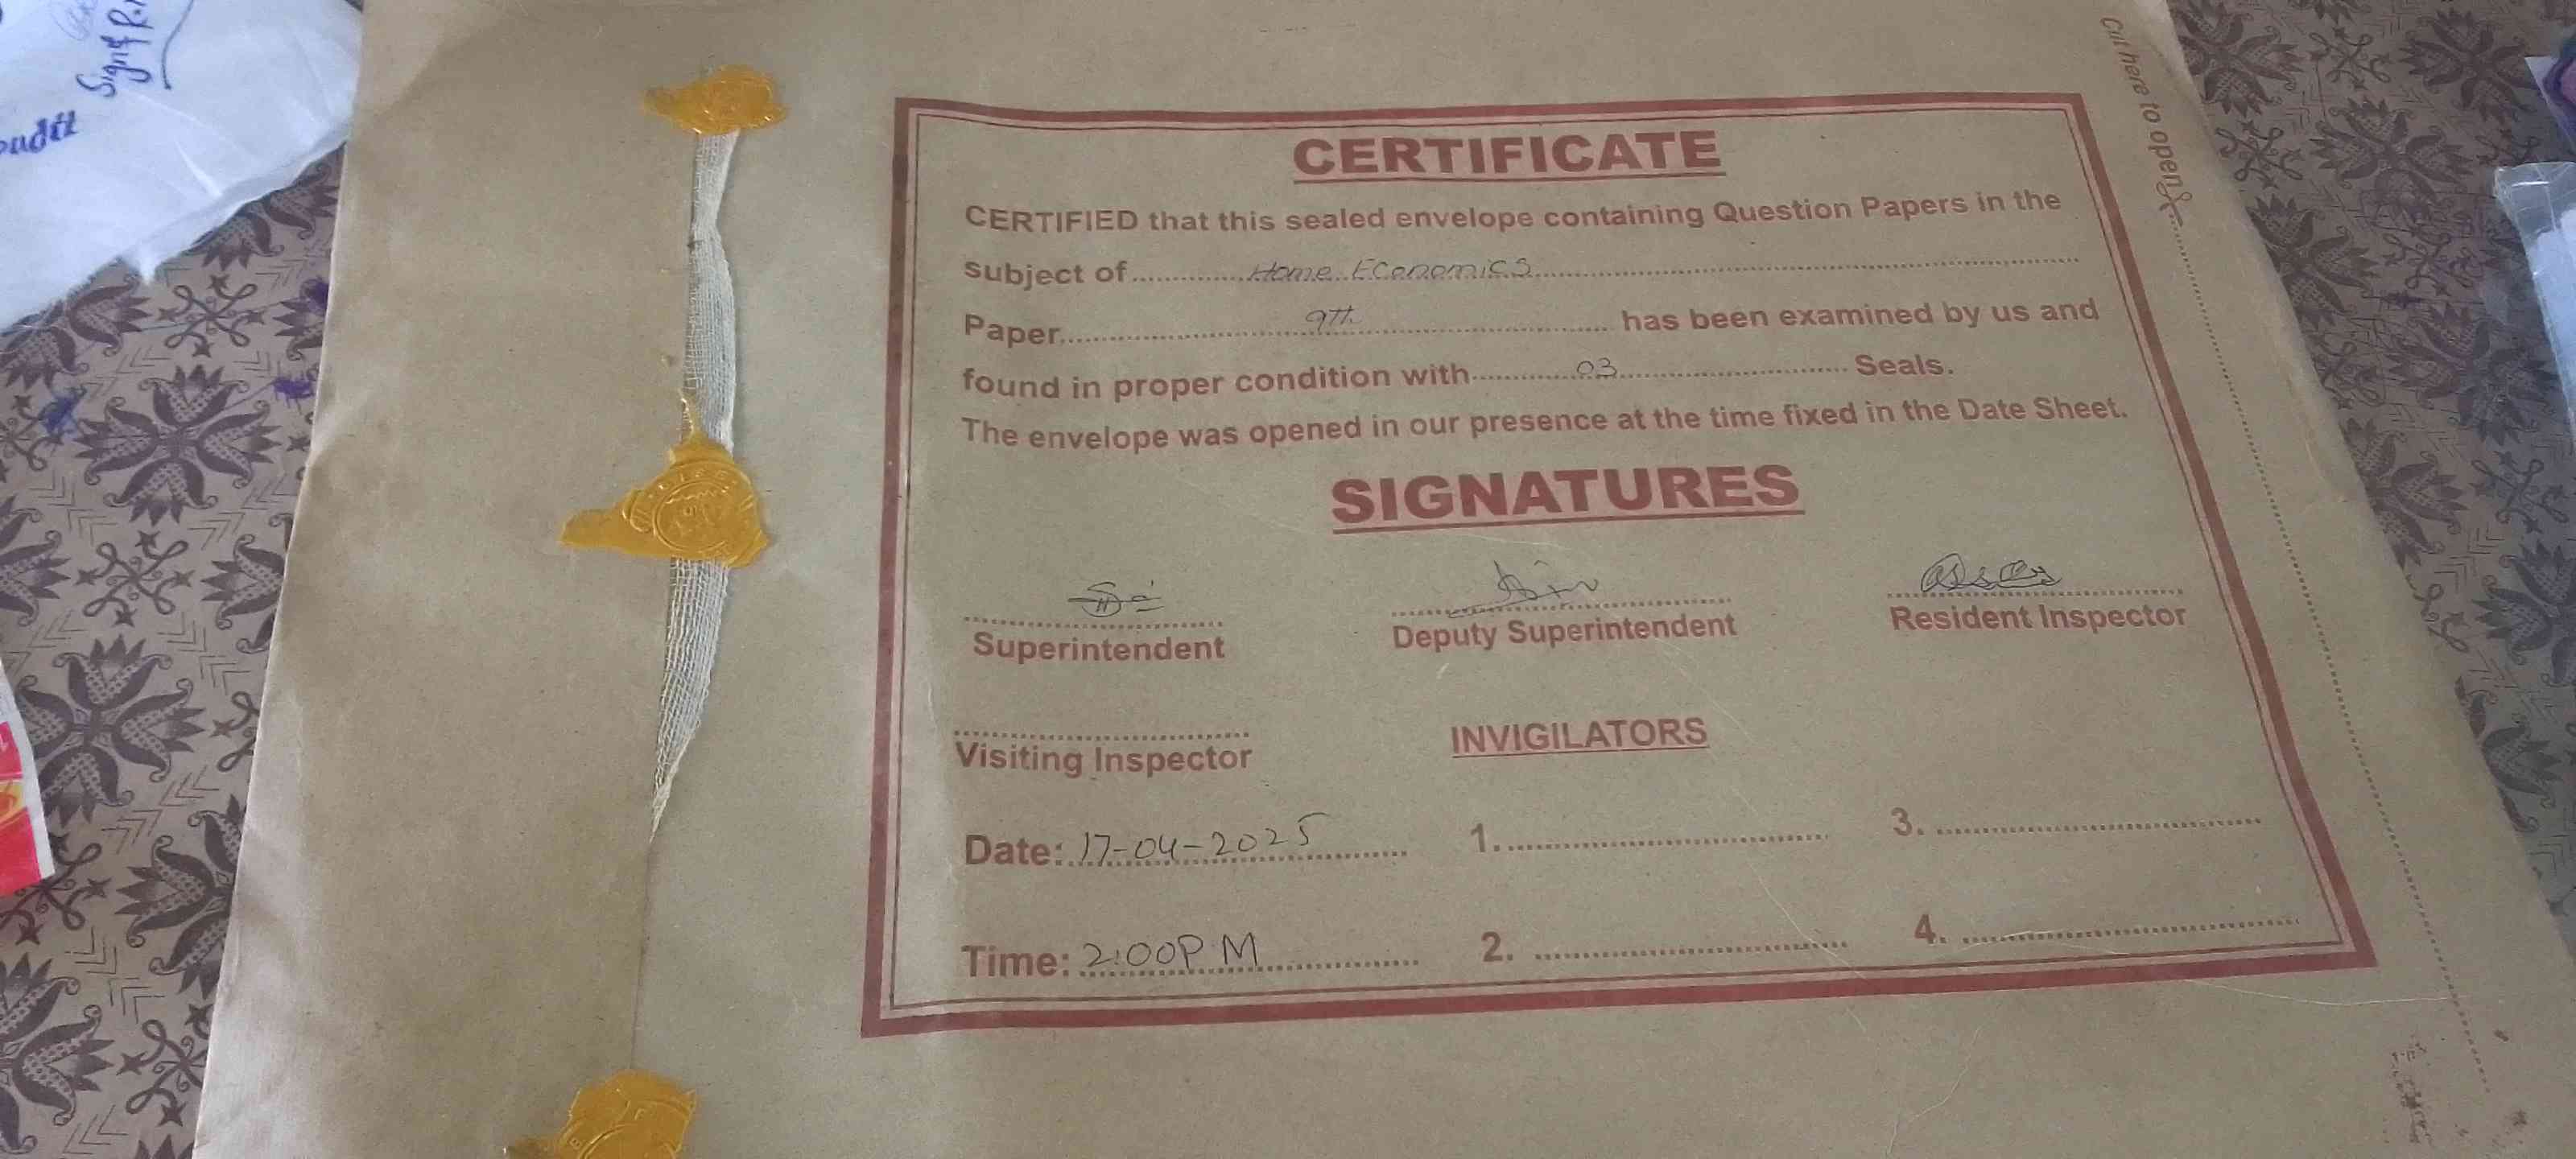 Sign of R.I
Cut here to open
CERTIFICATE
CERTIFIED that this sealed envelope containing Question Papers in the
subject of Home Economics
Paper 9th has been examined by us and
found in proper condition with 03 Seals.
The envelope was opened in our presence at the time fixed in the Date Sheet.
SIGNATURES
Superintendent Deputy Superintendent Resident Inspector
Visiting Inspector INVIGILATORS
Date: 17-04-2025 1. 3.
Time: 2:00PM 2. 4.